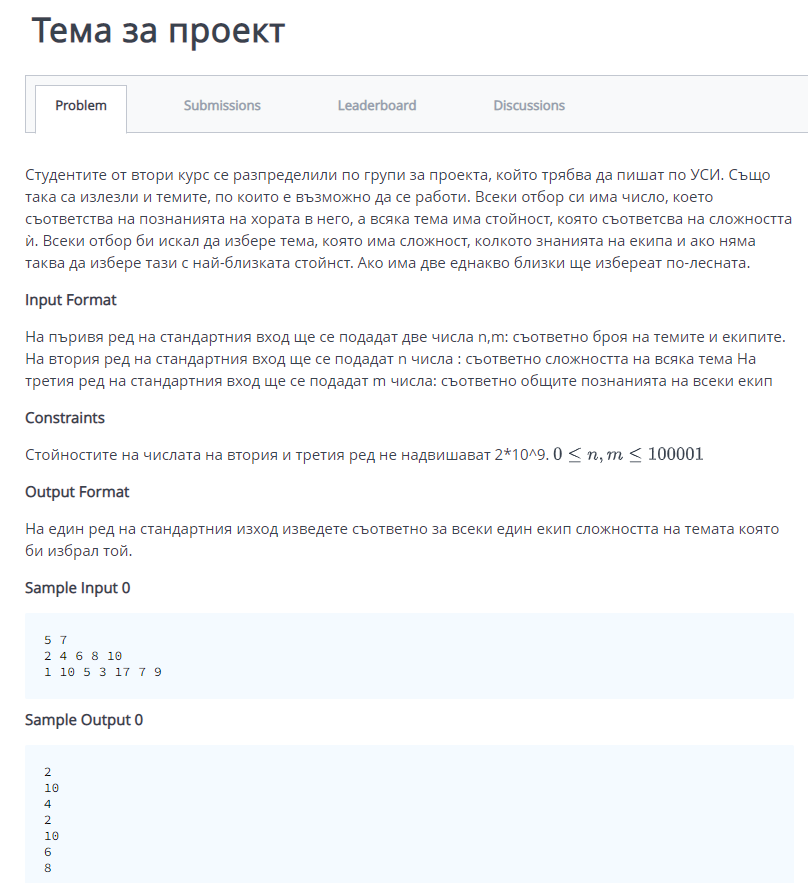 Тема за проект
Problem Submissions Leaderboard Discussions
Студентите от втори курс се разпределили по групи за проекта, който трябва да пишат по УСИ. Също
така са излезли и темите, по които е възможно да се работи. Всеки отбор си има число, което
съответства на познанията на хората в него, а всяка тема има стойност, която съответсва на сложността
ѝ. Всеки отбор би искал да избере тема, която има сложност, колкото знанията на екипа и ако няма
таква да избере тази с най-близката стойнст. Ако има две еднакво близки ще избереат по-лесната.
Input Format
На пъривя ред на стандартния вход ще се подадат две числа n,m: съответно броя на темите и екипите.
На втория ред на стандартния вход ще се подадат n числа : съответно сложността на всяка тема На
третия ред на стандартния вход ще се подадат m числа: съответно общите познанията на всеки екип
Constraints
Стойностите на числата на втория и третия ред не надвишават 2*10^9. 0 ≤ n, m ≤ 100001
Output Format
На един ред на стандартния изход изведете съответно за всеки един екип сложността на темата която
би избрал той.
Sample Input 0
5 7
2 4 6 8 10
1 10 5 3 17 7 9
Sample Output 0
2
10
4
2
10
6
8